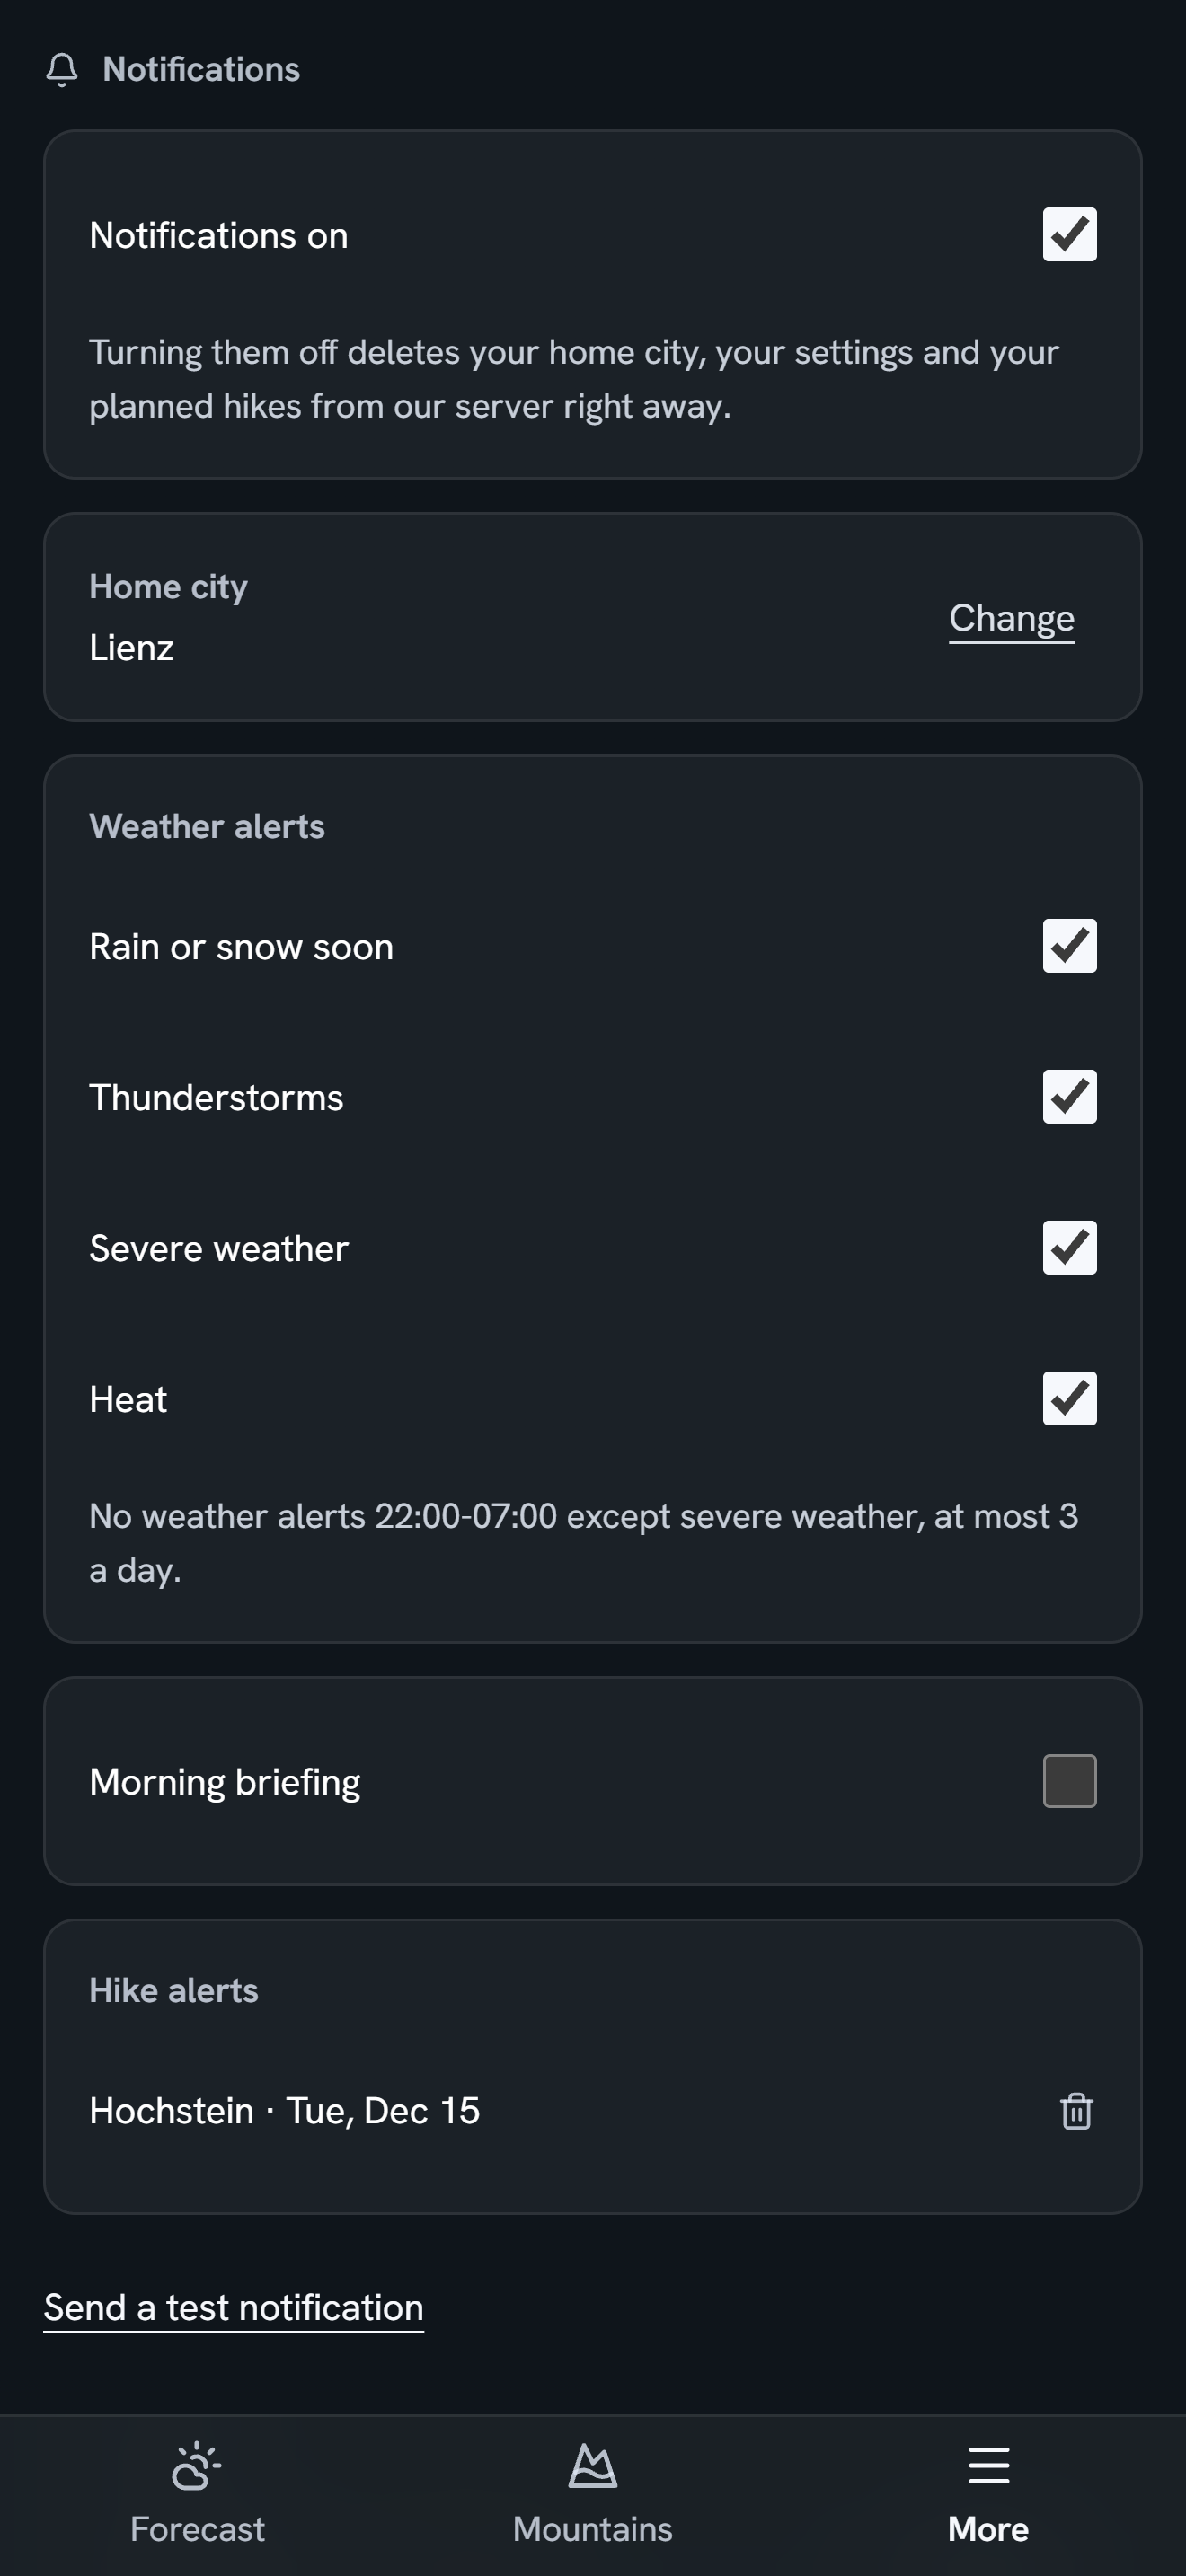 Notifications
Notifications on
Turning them off deletes your home city, your settings and your
planned hikes from our server right away.
Home city
Lienz
Change
Weather alerts
Rain or snow soon
Thunderstorms
Severe weather
Heat
No weather alerts 22:00-07:00 except severe weather, at most 3
a day.
Morning briefing
Hike alerts
Hochstein · Tue, Dec 15
Send a test notification
Forecast
Mountains
More